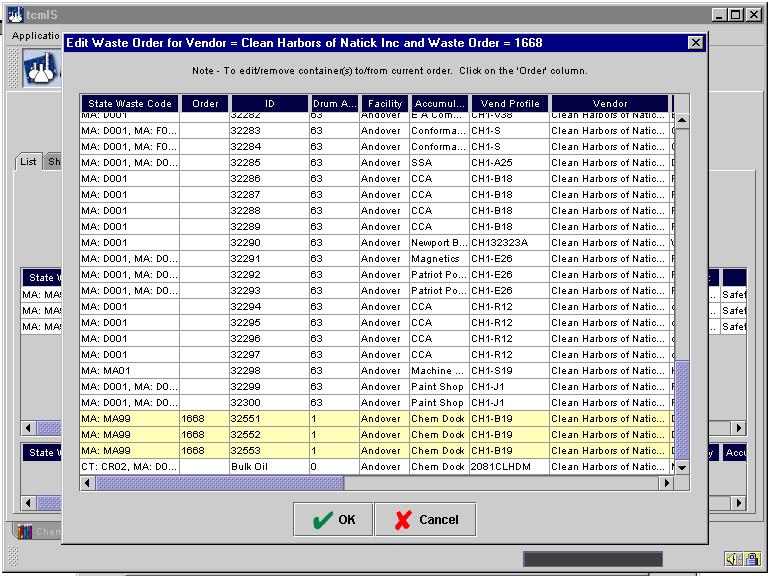 tcmIS
Applicatio
Edit Waste Order for Vendor = Clean Harbors of Natick Inc and Waste Order = 1668
Note - To edit/remove container(s) to/from current order. Click on the 'Order' column.
State Waste Code Order ID Drum A... Facility Accumul... Vend Profile Vendor
MA: D001 32282 63 Andover E A Com... CH1-V38 Clean Harbors of Natic...
MA: D001, MA: F0... 32283 63 Andover Conforma... CH1-S Clean Harbors of Natic...
MA: D001, MA: F0... 32284 63 Andover Conforma... CH1-S Clean Harbors of Natic...
MA: D001, MA: D0... 32285 63 Andover SSA CH1-A25 Clean Harbors of Natic...
MA: D001 32286 63 Andover CCA CH1-B18 Clean Harbors of Natic...
MA: D001 32287 63 Andover CCA CH1-B18 Clean Harbors of Natic...
MA: D001 32288 63 Andover CCA CH1-B18 Clean Harbors of Natic...
MA: D001 32289 63 Andover CCA CH1-B18 Clean Harbors of Natic...
MA: D001 32290 63 Andover Newport B... CH132323A Clean Harbors of Natic...
MA: D001, MA: D0... 32291 63 Andover Magnetics CH1-E26 Clean Harbors of Natic...
MA: D001, MA: D0... 32292 63 Andover Patriot Po... CH1-E26 Clean Harbors of Natic...
MA: D001, MA: D0... 32293 63 Andover Patriot Po... CH1-E26 Clean Harbors of Natic...
MA: D001 32294 63 Andover CCA CH1-R12 Clean Harbors of Natic...
MA: D001 32295 63 Andover CCA CH1-R12 Clean Harbors of Natic...
MA: D001 32296 63 Andover CCA CH1-R12 Clean Harbors of Natic...
MA: D001 32297 63 Andover CCA CH1-R12 Clean Harbors of Natic...
MA: MA01 32298 63 Andover Machine ... CH1-S19 Clean Harbors of Natic...
MA: D001, MA: D0... 32299 63 Andover Paint Shop CH1-J1 Clean Harbors of Natic...
MA: D001, MA: D0... 32300 63 Andover Paint Shop CH1-J1 Clean Harbors of Natic...
MA: MA99 1668 32551 1 Andover Chem Dock CH1-B19 Clean Harbors of Natic...
MA: MA99 1668 32552 1 Andover Chem Dock CH1-B19 Clean Harbors of Natic...
MA: MA99 1668 32553 1 Andover Chem Dock CH1-B19 Clean Harbors of Natic...
CT: CR02, MA: D0... Bulk Oil 0 Andover Chem Dock 2081CLHDM Clean Harbors of Natic...
OK Cancel
List Sh
State W
MA: MA9
MA: MA9
MA: MA9
Safet
Safet
Safet
State W
y Accu
Chem